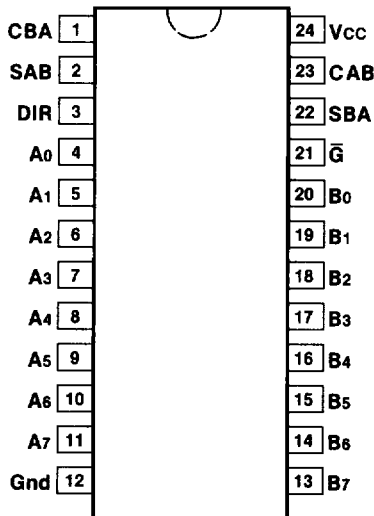 CBA 1 24 Vcc
SAB 2 23 CAB
DIR 3 22 SBA
A0 4 21 G̅
A1 5 20 B0
A2 6 19 B1
A3 7 18 B2
A4 8 17 B3
A5 9 16 B4
A6 10 15 B5
A7 11 14 B6
Gnd 12 13 B7